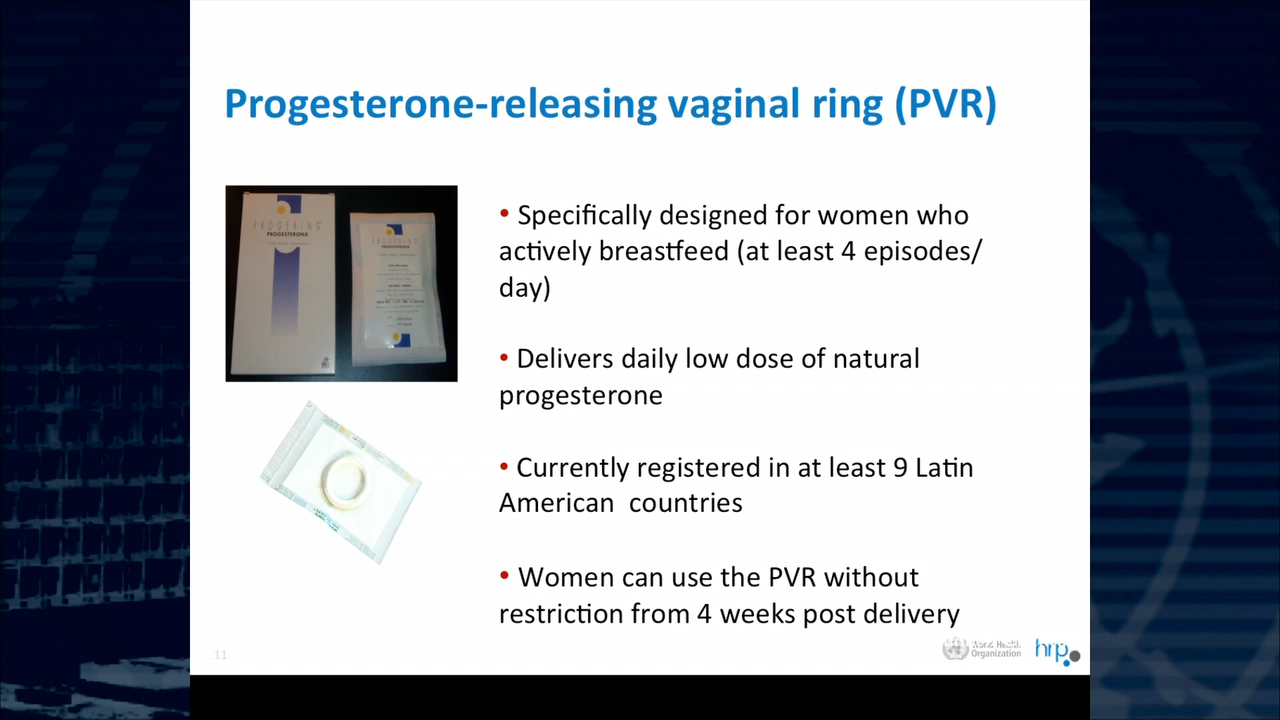 Progesterone-releasing vaginal ring (PVR)
PROGERING
PROGESTERONA
PROGERING
PROGESTERONA
• Specifically designed for women who
actively breastfeed (at least 4 episodes/
day)
• Delivers daily low dose of natural
progesterone
• Currently registered in at least 9 Latin
American countries
• Women can use the PVR without
restriction from 4 weeks post delivery
11
World Health
Organization
hrp